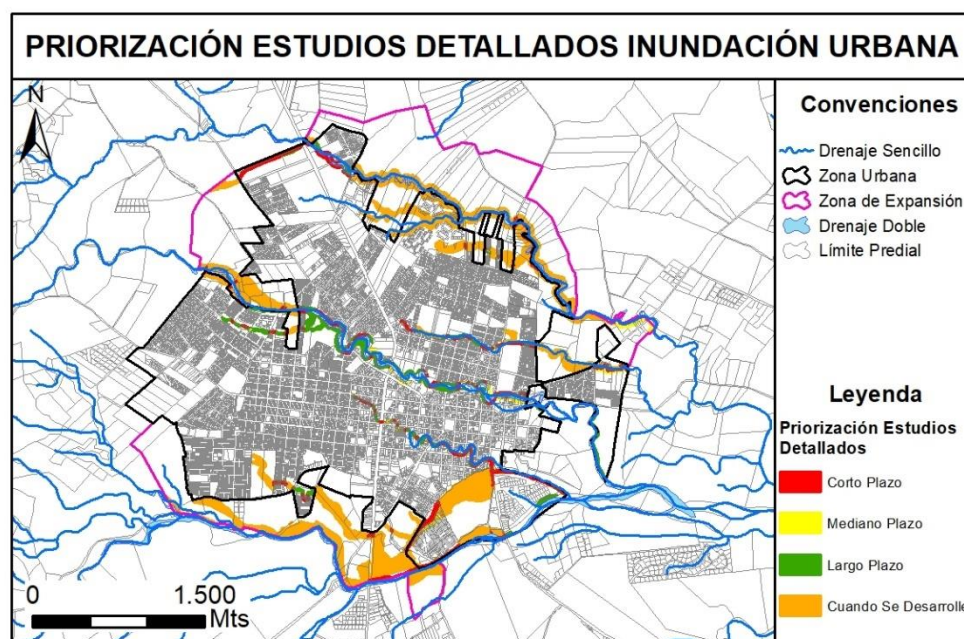 PRIORIZACIÓN ESTUDIOS DETALLADOS INUNDACIÓN URBANA
N
Convenciones
Drenaje Sencillo
Zona Urbana
Zona de Expansión
Drenaje Doble
Límite Predial
Leyenda
Priorización Estudios
Detallados
Corto Plazo
Mediano Plazo
Largo Plazo
Cuando Se Desarrolle
0 1.500
Mts